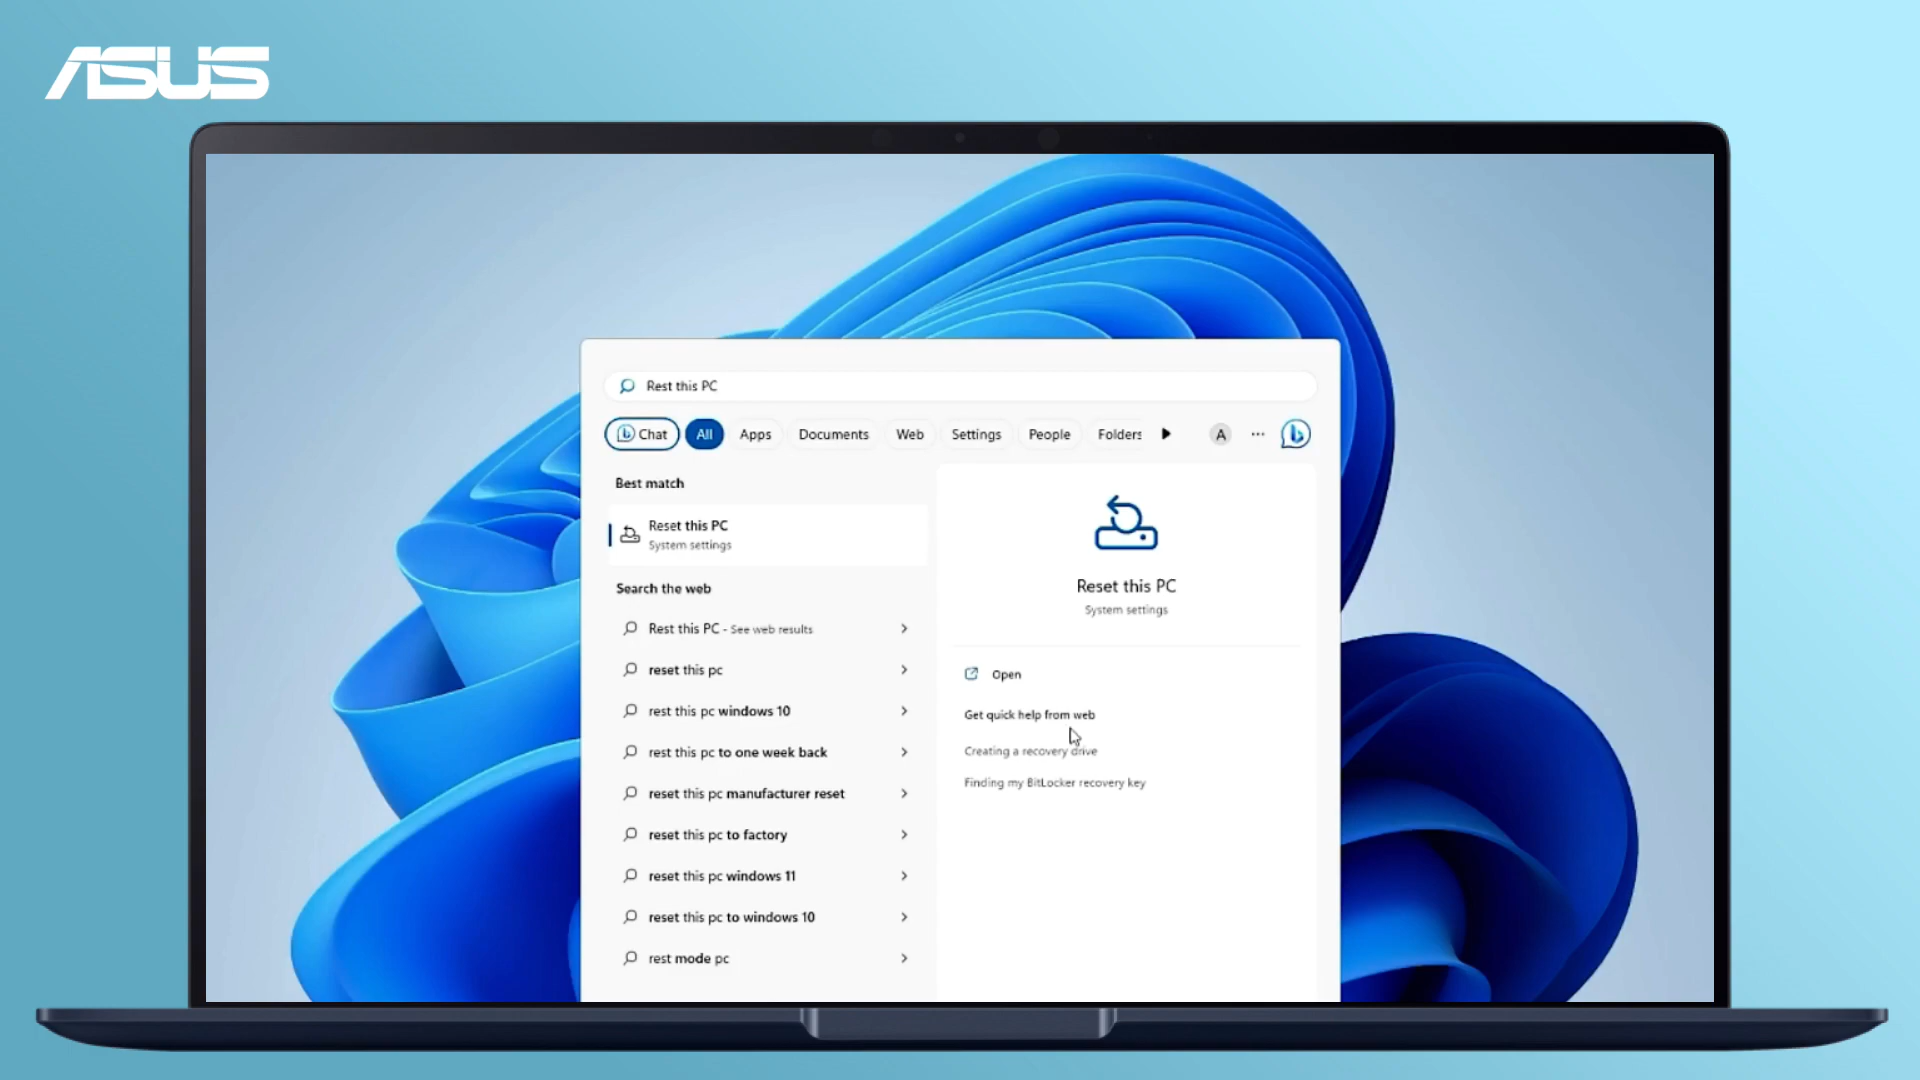 ASUS
Rest this PC
Chat All Apps Documents Web Settings People Folders A ...
Best match
Reset this PC
System settings
Search the web
Rest this PC - See web results
reset this pc
rest this pc windows 10
rest this pc to one week back
reset this pc manufacturer reset
reset this pc to factory
reset this pc windows 11
reset this pc to windows 10
rest mode pc
Reset this PC
System settings
Open
Get quick help from web
Creating a recovery drive
Finding my BitLocker recovery key